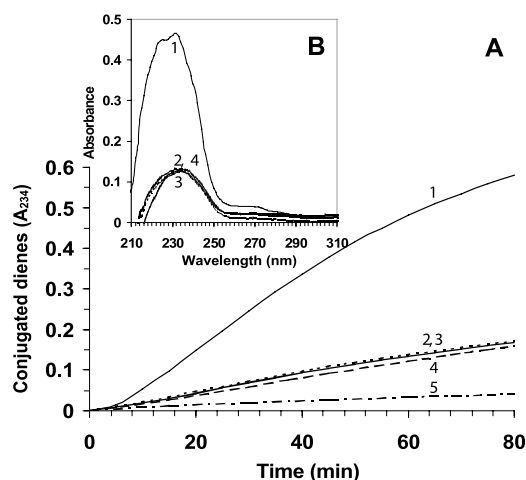 B
A
Absorbance
0.5
0.4
0.3
0.2
0.1
0
1
2, 4
3
210 230 250 270 290 310
Wavelength (nm)
Conjugated dienes (A234)
0.6
0.5
0.4
0.3
0.2
0.1
0
1
2,3
4
5
0 20 40 60 80
Time (min)